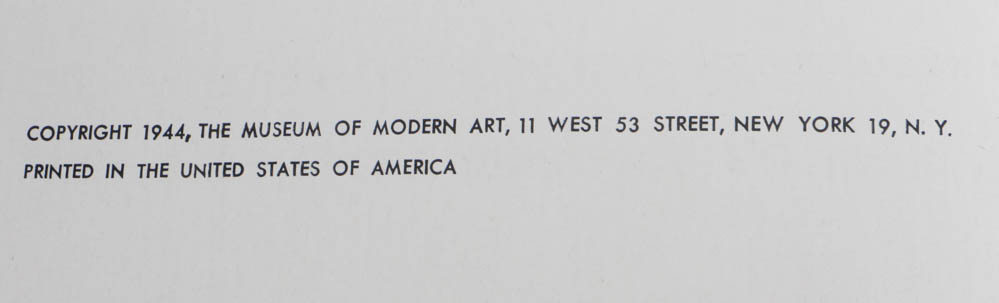 COPYRIGHT 1944, THE MUSEUM OF MODERN ART, 11 WEST 53 STREET, NEW YORK 19, N. Y.
PRINTED IN THE UNITED STATES OF AMERICA